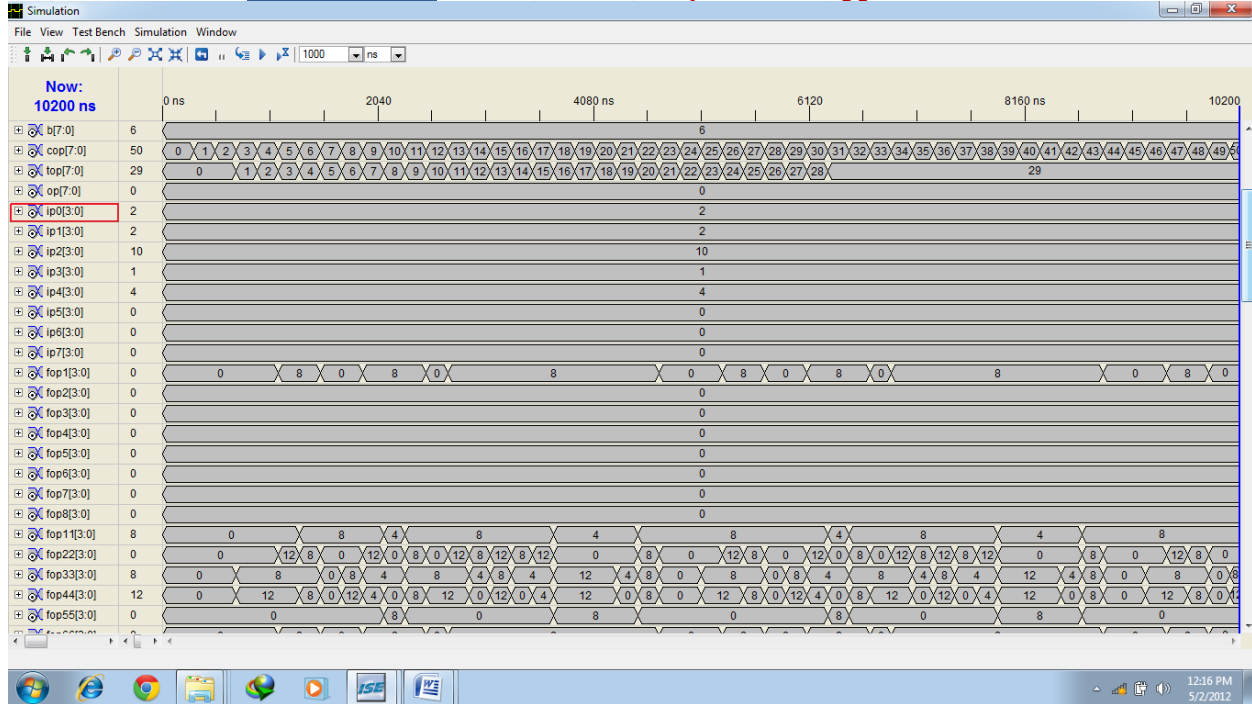 Simulation
File View Test Bench Simulation Window
1000 ns
Now:
10200 ns
0 ns 2040 4080 ns 6120 8160 ns 10200
b[7:0] 6 6
cop[7:0] 50 0 1 2 3 4 5 6 7 8 9 10 11 12 13 14 15 16 17 18 19 20 21 22 23 24 25 26 27 28 29 30 31 32 33 34 35 36 37 38 39 40 41 42 43 44 45 46 47 48 49
top[7:0] 29 0 1 2 3 4 5 6 7 8 9 10 11 12 13 14 15 16 17 18 19 20 21 22 23 24 25 26 27 28 29
op[7:0] 0 0
ip0[3:0] 2 2
ip1[3:0] 2 2
ip2[3:0] 10 10
ip3[3:0] 1 1
ip4[3:0] 4 4
ip5[3:0] 0 0
ip6[3:0] 0 0
ip7[3:0] 0 0
fop1[3:0] 0 0 8 0 8 0 8 0 8 0 8 0 8 0 8 0
fop2[3:0] 0 0
fop3[3:0] 0 0
fop4[3:0] 0 0
fop5[3:0] 0 0
fop6[3:0] 0 0
fop7[3:0] 0 0
fop8[3:0] 0 0
fop11[3:0] 8 0 8 4 8 4 8 4 8 4 8
fop22[3:0] 0 0 12 8 0 12 0 8 0 12 8 12 8 12 0 8 0 12 8 0 12 0 8 0 12 8 12 8 12 0 8 0 12 8 0
fop33[3:0] 8 0 8 0 8 4 8 4 8 4 12 4 8 0 8 0 8 4 8 4 8 4 12 4 8 0 8 0 8
fop44[3:0] 12 0 12 8 0 12 4 0 8 12 0 12 0 4 12 0 8 0 12 8 0 12 4 0 8 12 0 12 0 4 12 0 8 0 12 8 0
fop55[3:0] 0 0 8 0 8 0 8 0 8 0
ISE
12:16 PM
5/2/2012